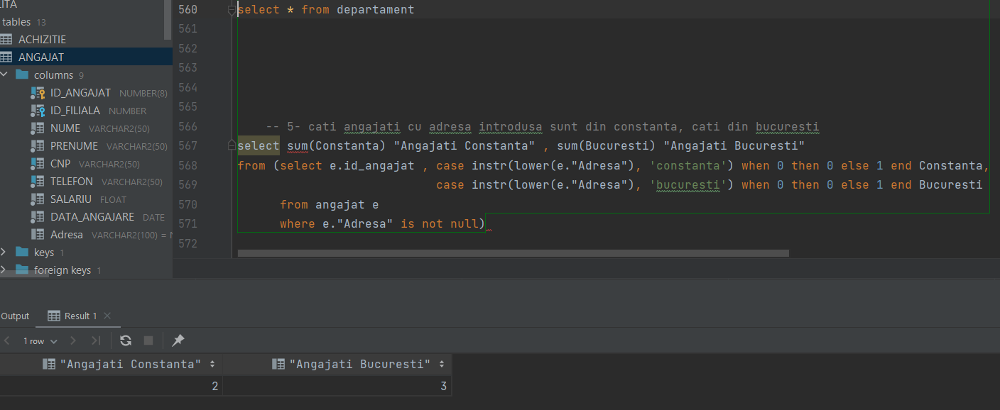 LITA
tables 13
ACHIZITIE
ANGAJAT
columns 9
ID_ANGAJAT NUMBER(8)
ID_FILIALA NUMBER
NUME VARCHAR2(50)
PRENUME VARCHAR2(50)
CNP VARCHAR2(50)
TELEFON VARCHAR2(50)
SALARIU FLOAT
DATA_ANGAJARE DATE
Adresa VARCHAR2(100) =
keys 1
foreign keys 1
560 select * from departament
561
562
563
564
565
566 -- 5- cati angajati cu adresa introdusa sunt din constanta, cati din bucuresti
567 select sum(Constanta) "Angajati Constanta" , sum(Bucuresti) "Angajati Bucuresti"
568 from (select e.id_angajat , case instr(lower(e."Adresa"), 'constanta') when 0 then 0 else 1 end Constanta,
569 case instr(lower(e."Adresa"), 'bucuresti') when 0 then 0 else 1 end Bucuresti
570 from angajat e
571 where e."Adresa" is not null)
572
Output Result 1
1 row
"Angajati Constanta" "Angajati Bucuresti"
2 3